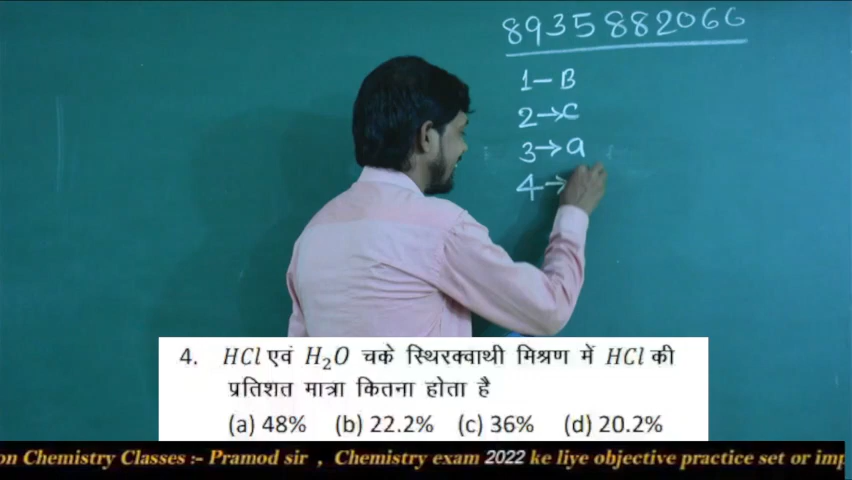 8935882066
1- B
2→C
3→a
4→
4. HCl एवं H₂O चके स्थिरक्वाथी मिश्रण में HCl की
प्रतिशत मात्रा कितना होता है
(a) 48% (b) 22.2% (c) 36% (d) 20.2%
on Chemistry Classes :- Pramod sir , Chemistry exam 2022 ke liye objective practice set or imp